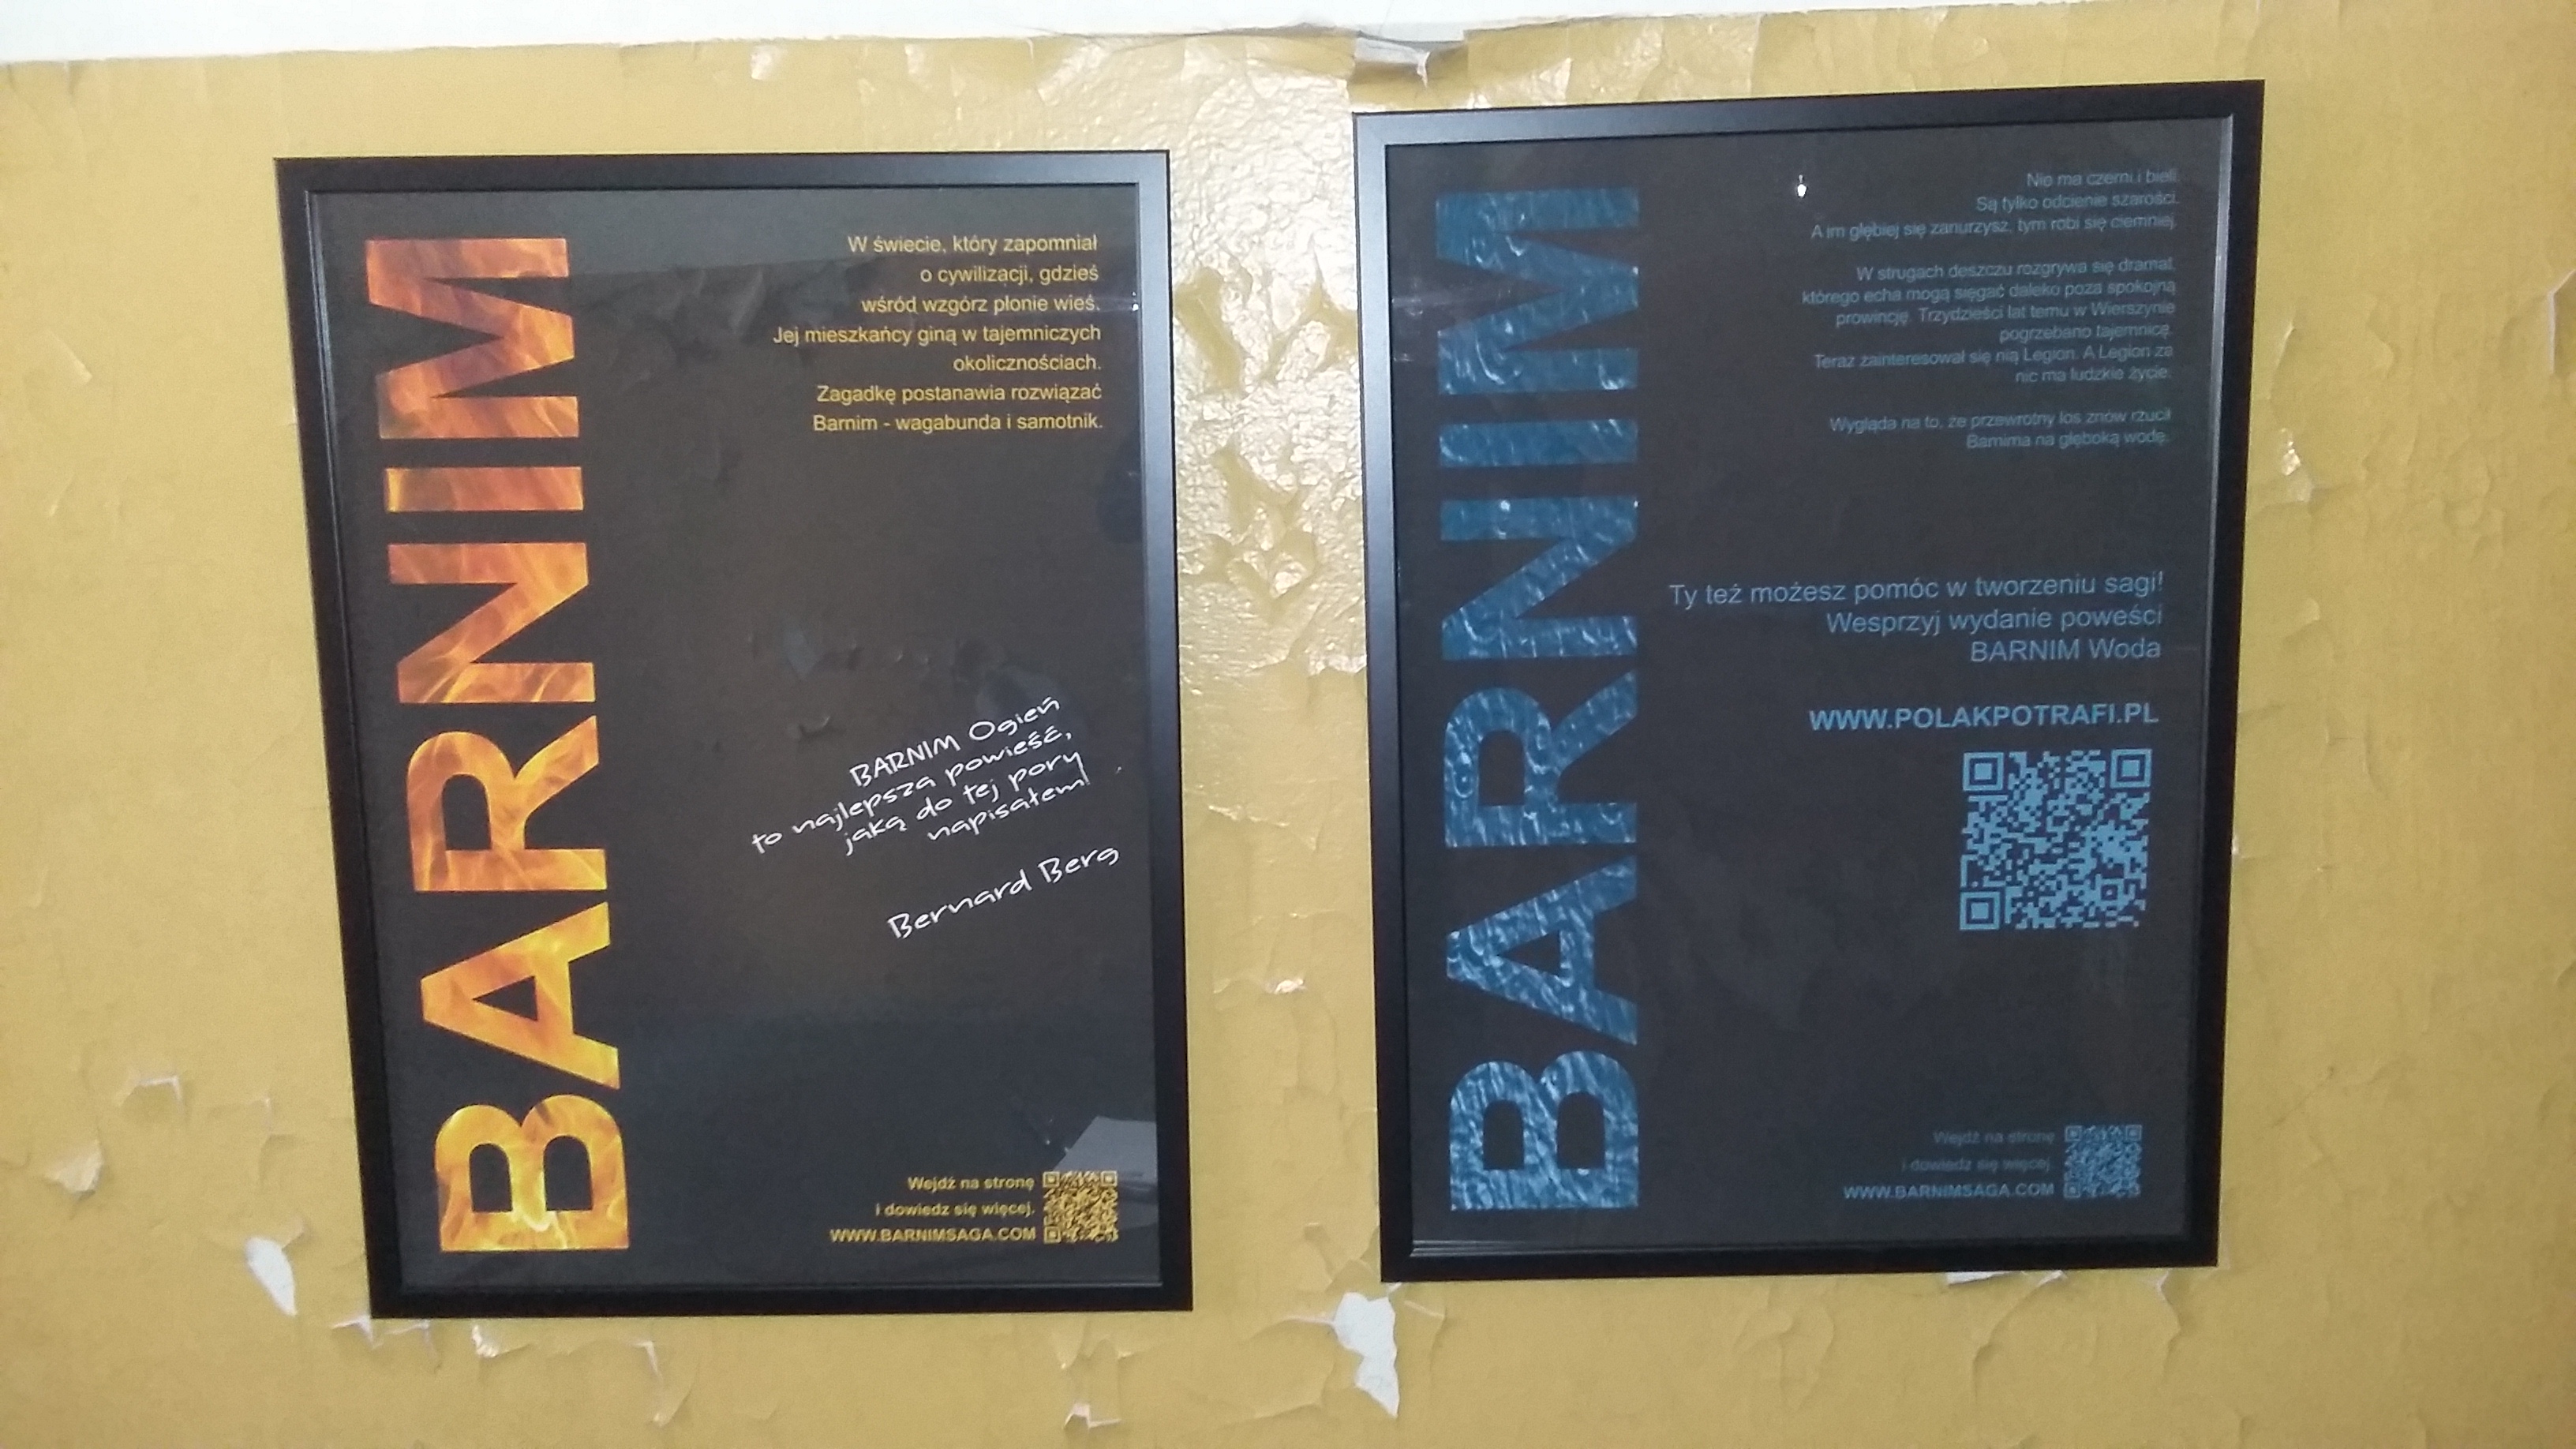 BARNIM
W świecie, który zapomniał
o cywilizacji, gdzieś
wśród wzgórz płonie wieś.
Jej mieszkańcy giną w tajemniczych
okolicznościach.
Zagadkę postanawia rozwiązać
Barnim - wagabunda i samotnik.
BARNIM Ogień
to najlepsza powieść,
jaką do tej pory
napisałem!
Bernard Berg
Wejdź na stronę
i dowiedz się więcej.
WWW.BARNIMSAGA.COM
BARNIM
Nie ma czerni i bieli.
Są tylko odcienie szarości.
A im głębiej się zanurzysz, tym robi się ciemniej.
W strugach deszczu rozgrywa się dramat,
którego echa mogą sięgać daleko poza spokojną
prowincję. Trzydzieści lat temu w Wierszynie
pogrzebano tajemnicę.
Teraz zainteresował się nią Legion. A Legion za
nic ma ludzkie życie.
Wygląda na to, że przewrotny los znów rzucił
Barnima na głęboką wodę.
Ty też możesz pomóc w tworzeniu sagi!
Wesprzyj wydanie poweści
BARNIM Woda
WWW.POLAKPOTRAFI.PL
Wejdź na stronę
i dowiedz się więcej.
WWW.BARNIMSAGA.COM